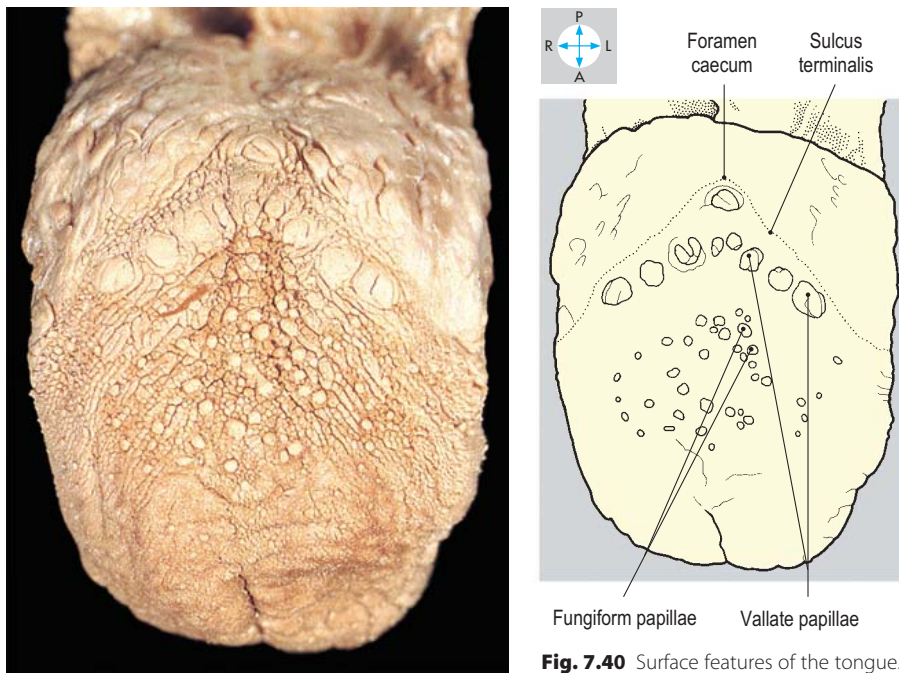 P
R L
A
Foramen
caecum
Sulcus
terminalis
Fungiform papillae
Vallate papillae
Fig. 7.40 Surface features of the tongue.